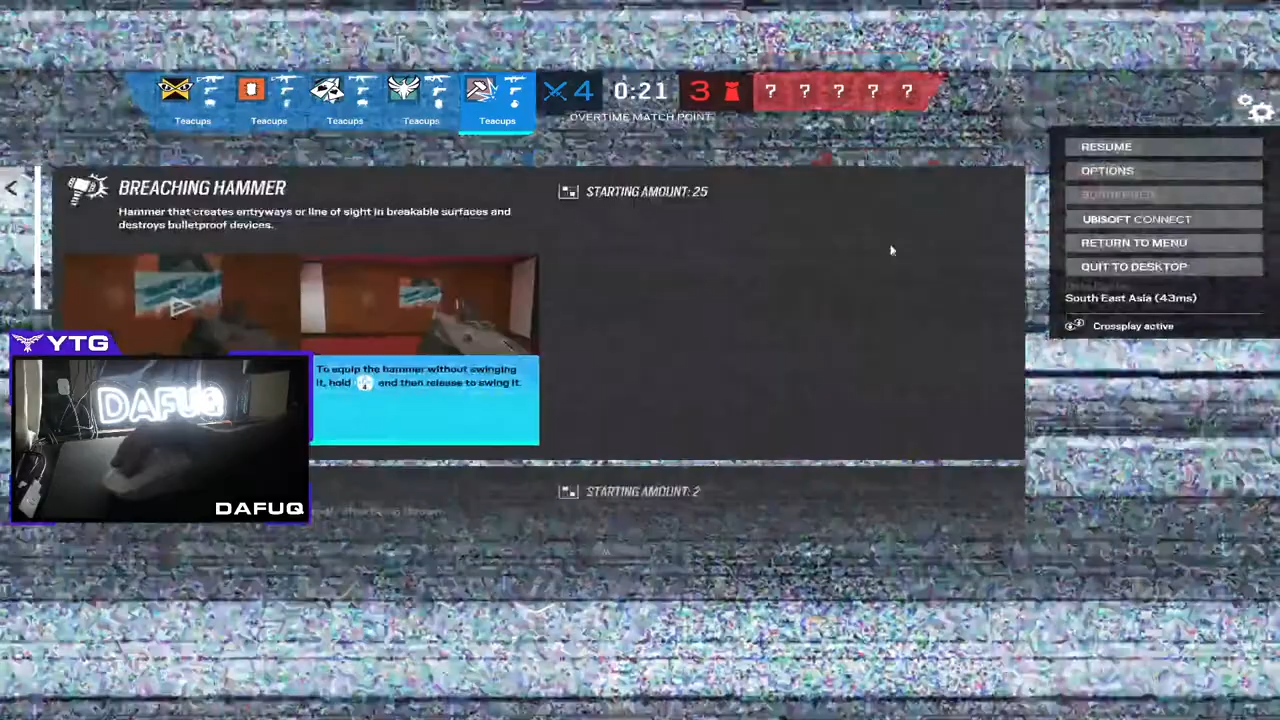 4 0:21 3 ? ? ? ? ?
Teacups Teacups Teacups Teacups Teacups
OVERTIME MATCH POINT
RESUME
OPTIONS
UBISOFT CONNECT
RETURN TO MENU
QUIT TO DESKTOP
South East Asia (43ms)
Crossplay active
BREACHING HAMMER
Hammer that creates entryways or line of sight in breakable surfaces and
destroys bulletproof devices.
STARTING AMOUNT: 25
To equip the hammer without swinging
it, hold and then release to swing it.
YTG
DAFUQ
DAFUQ
STARTING AMOUNT: 2